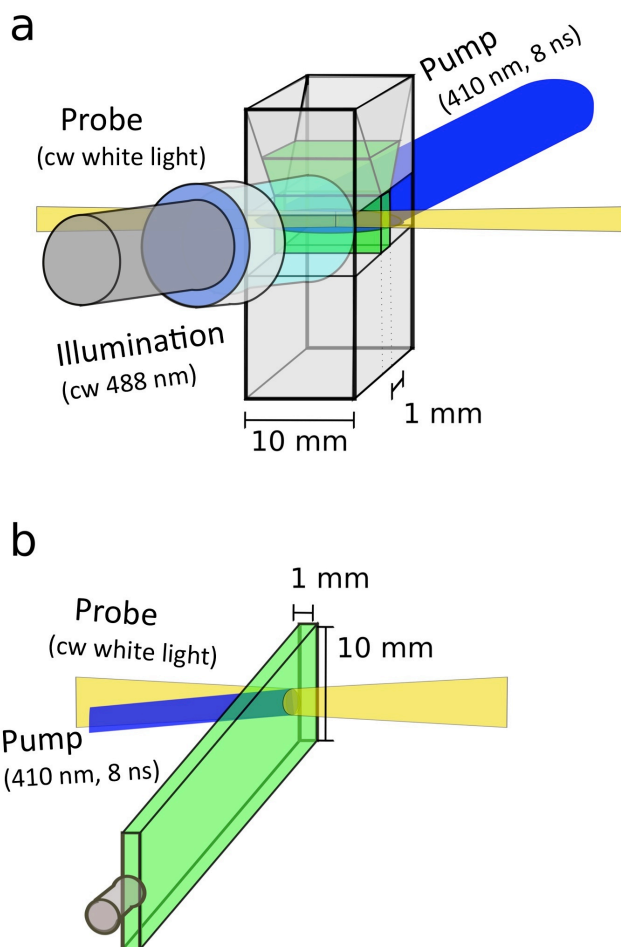 a
Pump
(410 nm, 8 ns)
Probe
(cw white light)
Illumination
(cw 488 nm)
1 mm
10 mm
b
1 mm
Probe
(cw white light)
10 mm
Pump
(410 nm, 8 ns)